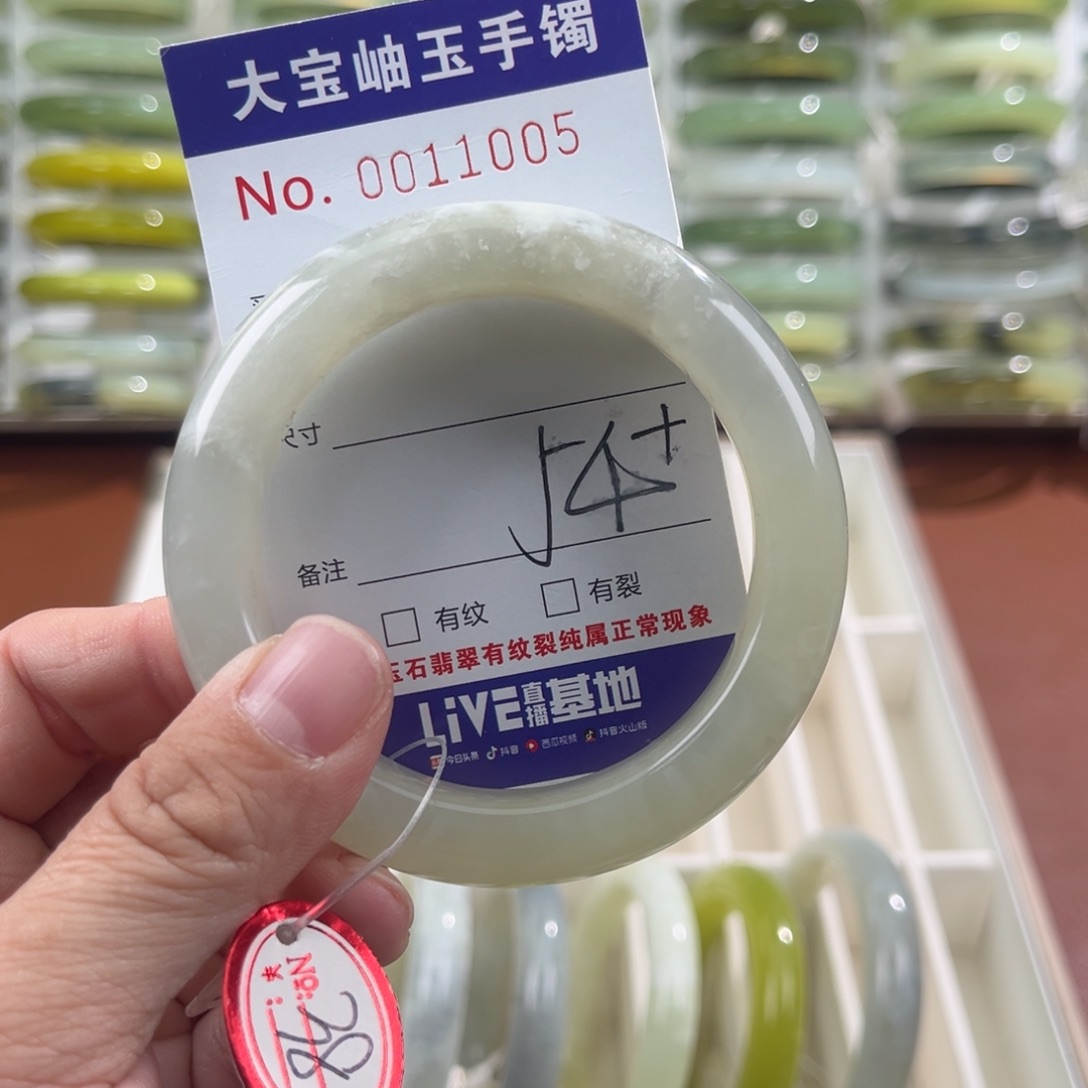 大宝岫玉手镯
No. 0011005
尺寸
54+
备注
有纹 有裂
玉石翡翠有纹裂纯属正常现象
LiVE直播基地
今日头条 抖音 西瓜视频 抖音火山版
No